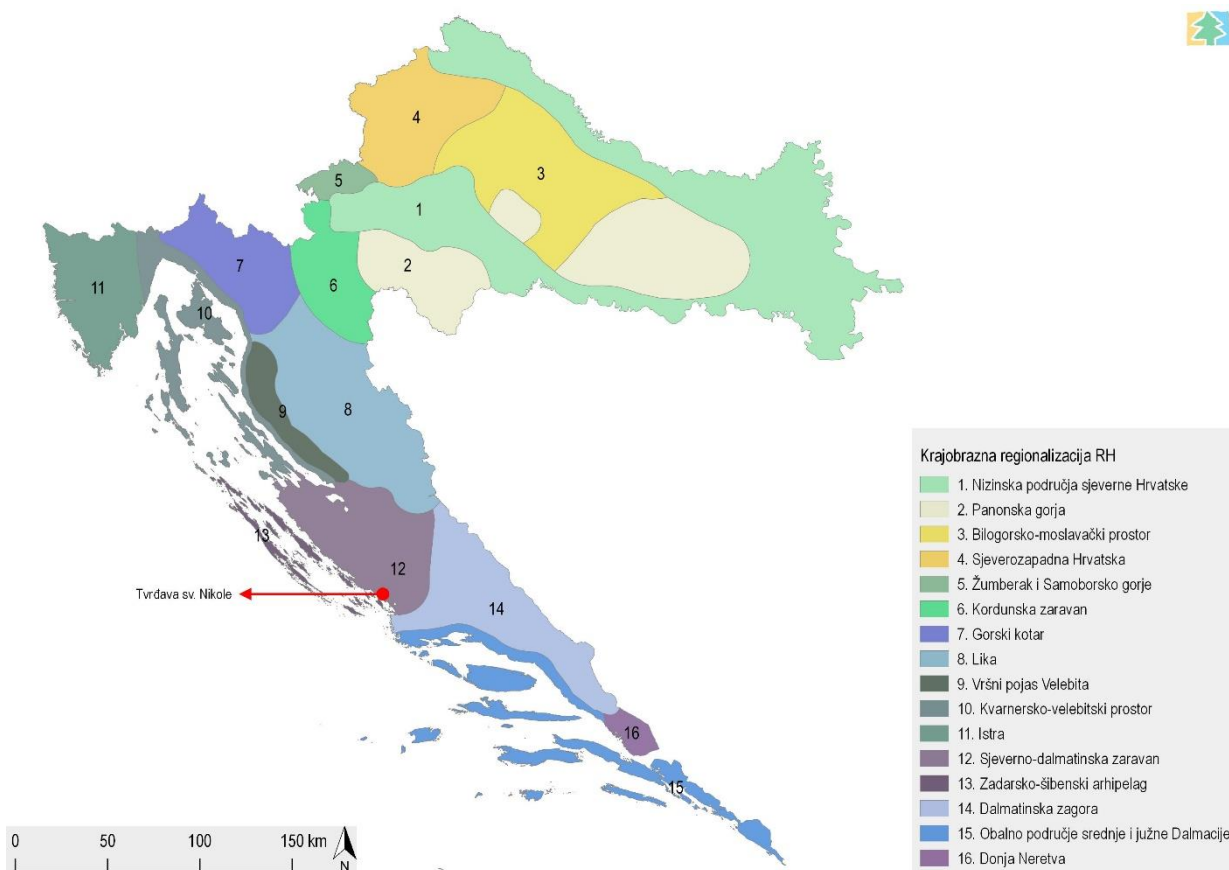 4
3
5
1
2
7
6
11
10
9
8
13
12
Tvrđava sv. Nikole
14
16
15
Krajobrazna regionalizacija RH
1. Nizinska područja sjeverne Hrvatske
2. Panonska gorja
3. Bilogorsko-moslavački prostor
4. Sjeverozapadna Hrvatska
5. Žumberak i Samoborsko gorje
6. Kordunska zaravan
7. Gorski kotar
8. Lika
9. Vršni pojas Velebita
10. Kvarnersko-velebitski prostor
11. Istra
12. Sjeverno-dalmatinska zaravan
13. Zadarsko-šibenski arhipelag
14. Dalmatinska zagora
15. Obalno područje srednje i južne Dalmacije
16. Donja Neretva
0 50 100 150 km
N